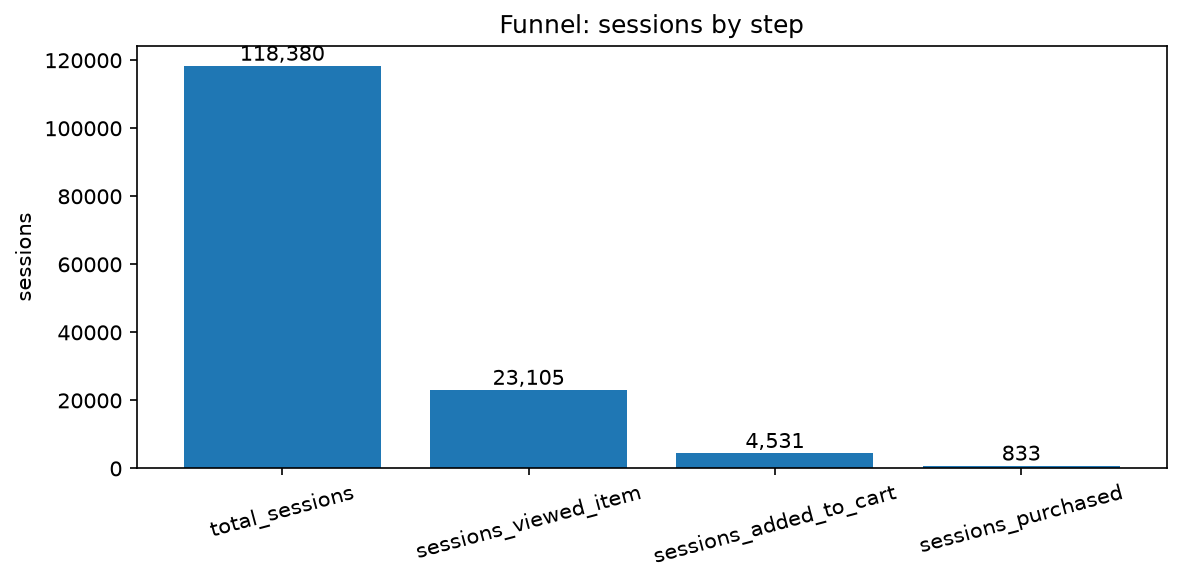 Funnel: sessions by step
sessions
120000
100000
80000
60000
40000
20000
0
118,380
23,105
4,531
833
total_sessions
sessions_viewed_item
sessions_added_to_cart
sessions_purchased